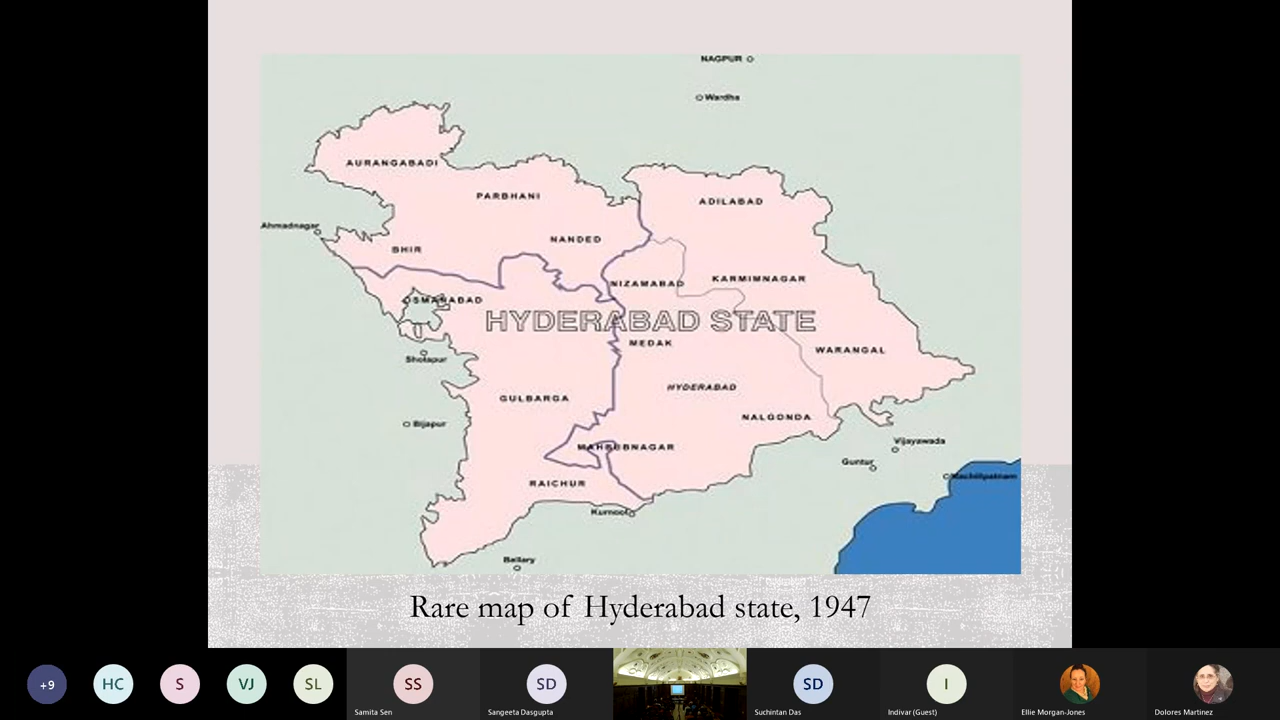 NAGPUR
Wardha
AURANGABADI
PARBHANI
ADILABAD
Ahmadnagar
BHIR
NANDED
NIZAMABAD
KARMIMNAGAR
OSMANABAD
HYDERABAD STATE
MEDAK
WARANGAL
Sholapur
HYDERABAD
GULBARGA
NALGONDA
Bijapur
MAHBUBNAGAR
Vijayawada
Guntur
RAICHUR
Machilipatnam
Kurnool
Bellary
Rare map of Hyderabad state, 1947
+9
HC
S
VJ
SL
SS
SD
SD
I
Samita Sen
Sangeeta Dasgupta
Suchintan Das
Indivar (Guest)
Ellie Morgan-Jones
Dolores Martinez